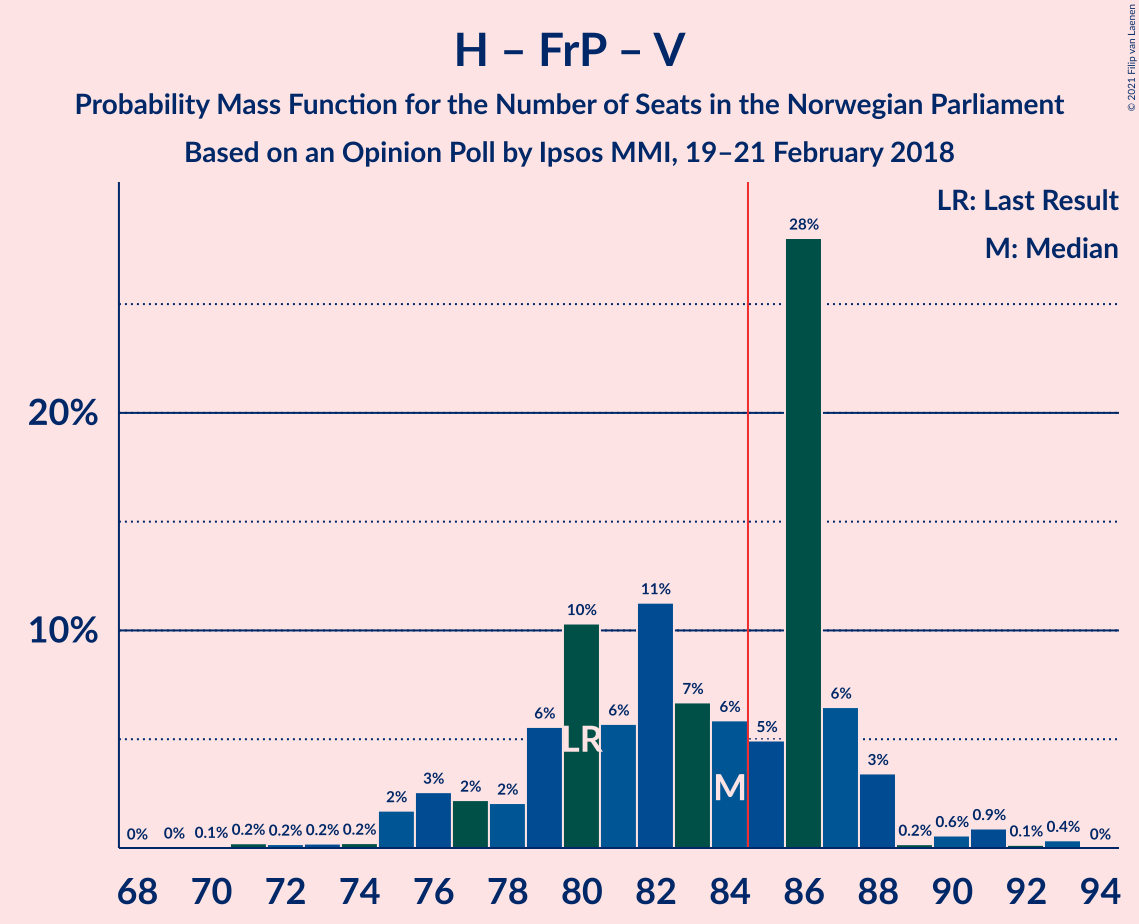 H – FrP – V
Probability Mass Function for the Number of Seats in the Norwegian Parliament
Based on an Opinion Poll by Ipsos MMI, 19–21 February 2018
© 2021 Filip van Laenen
LR: Last Result
M: Median
28%
20%
11%
10%
10%
7%
6%
6%
6%
6%
5%
LR
3%
3%
M
2%
2%
2%
0% 0% 0.1% 0.2% 0.2% 0.2% 0.2% 0.2% 0.6% 0.9% 0.1% 0.4% 0%
68 70 72 74 76 78 80 82 84 86 88 90 92 94